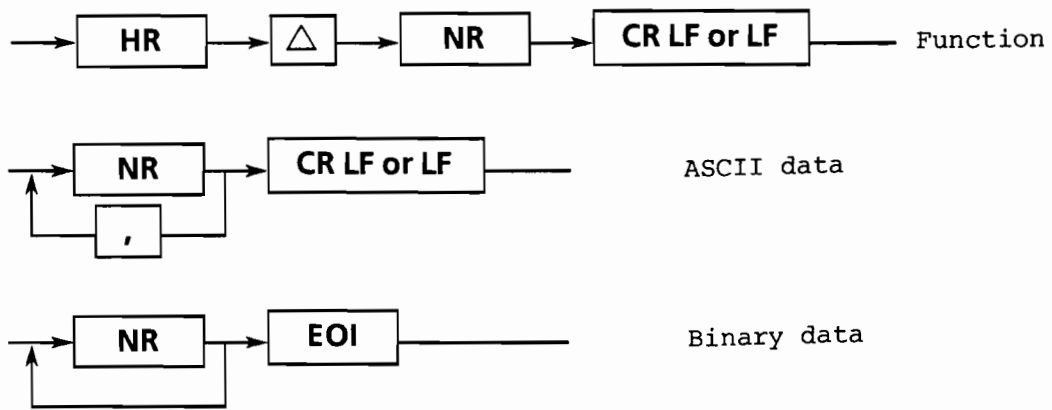 HR △ NR CR LF or LF Function
NR CR LF or LF ASCII data
,
NR EOI Binary data